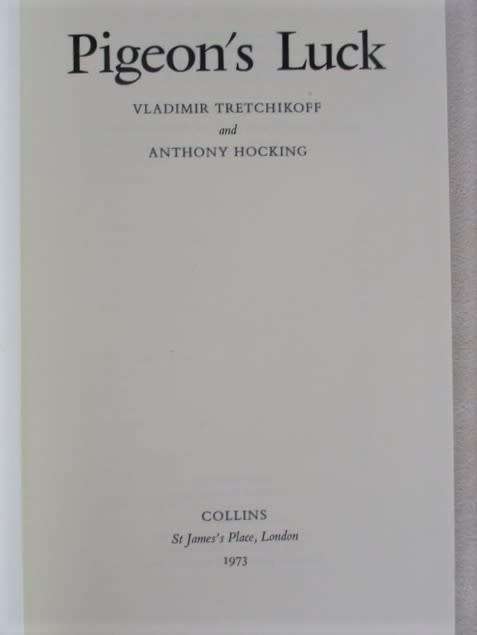 Pigeon's Luck
VLADIMIR TRETCHIKOFF
and
ANTHONY HOCKING
COLLINS
St James's Place, London
1973